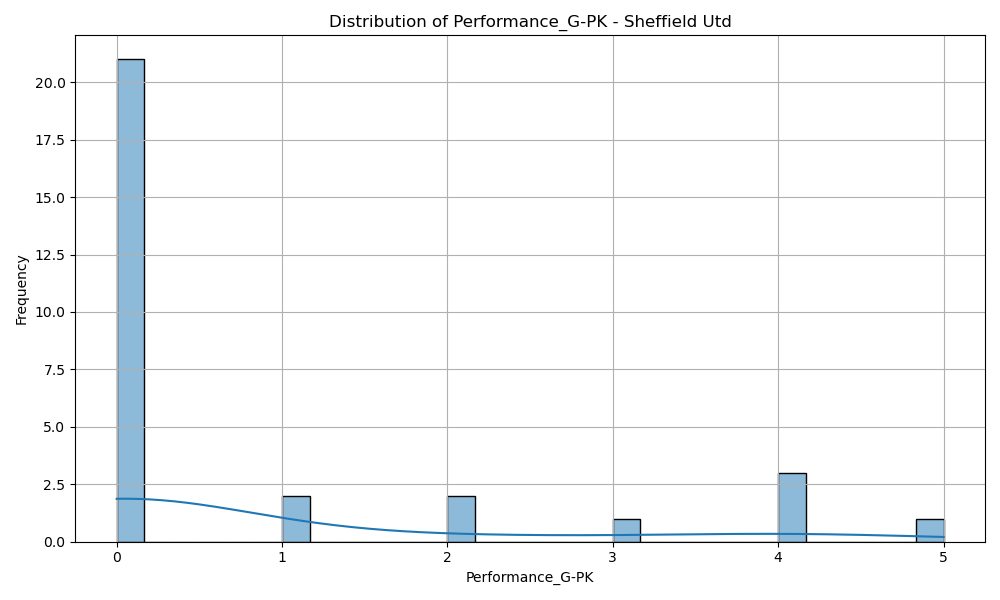 Distribution of Performance_G-PK - Sheffield Utd
20.0
17.5
15.0
12.5
10.0
7.5
5.0
2.5
0.0
Frequency
0 1 2 3 4 5
Performance_G-PK